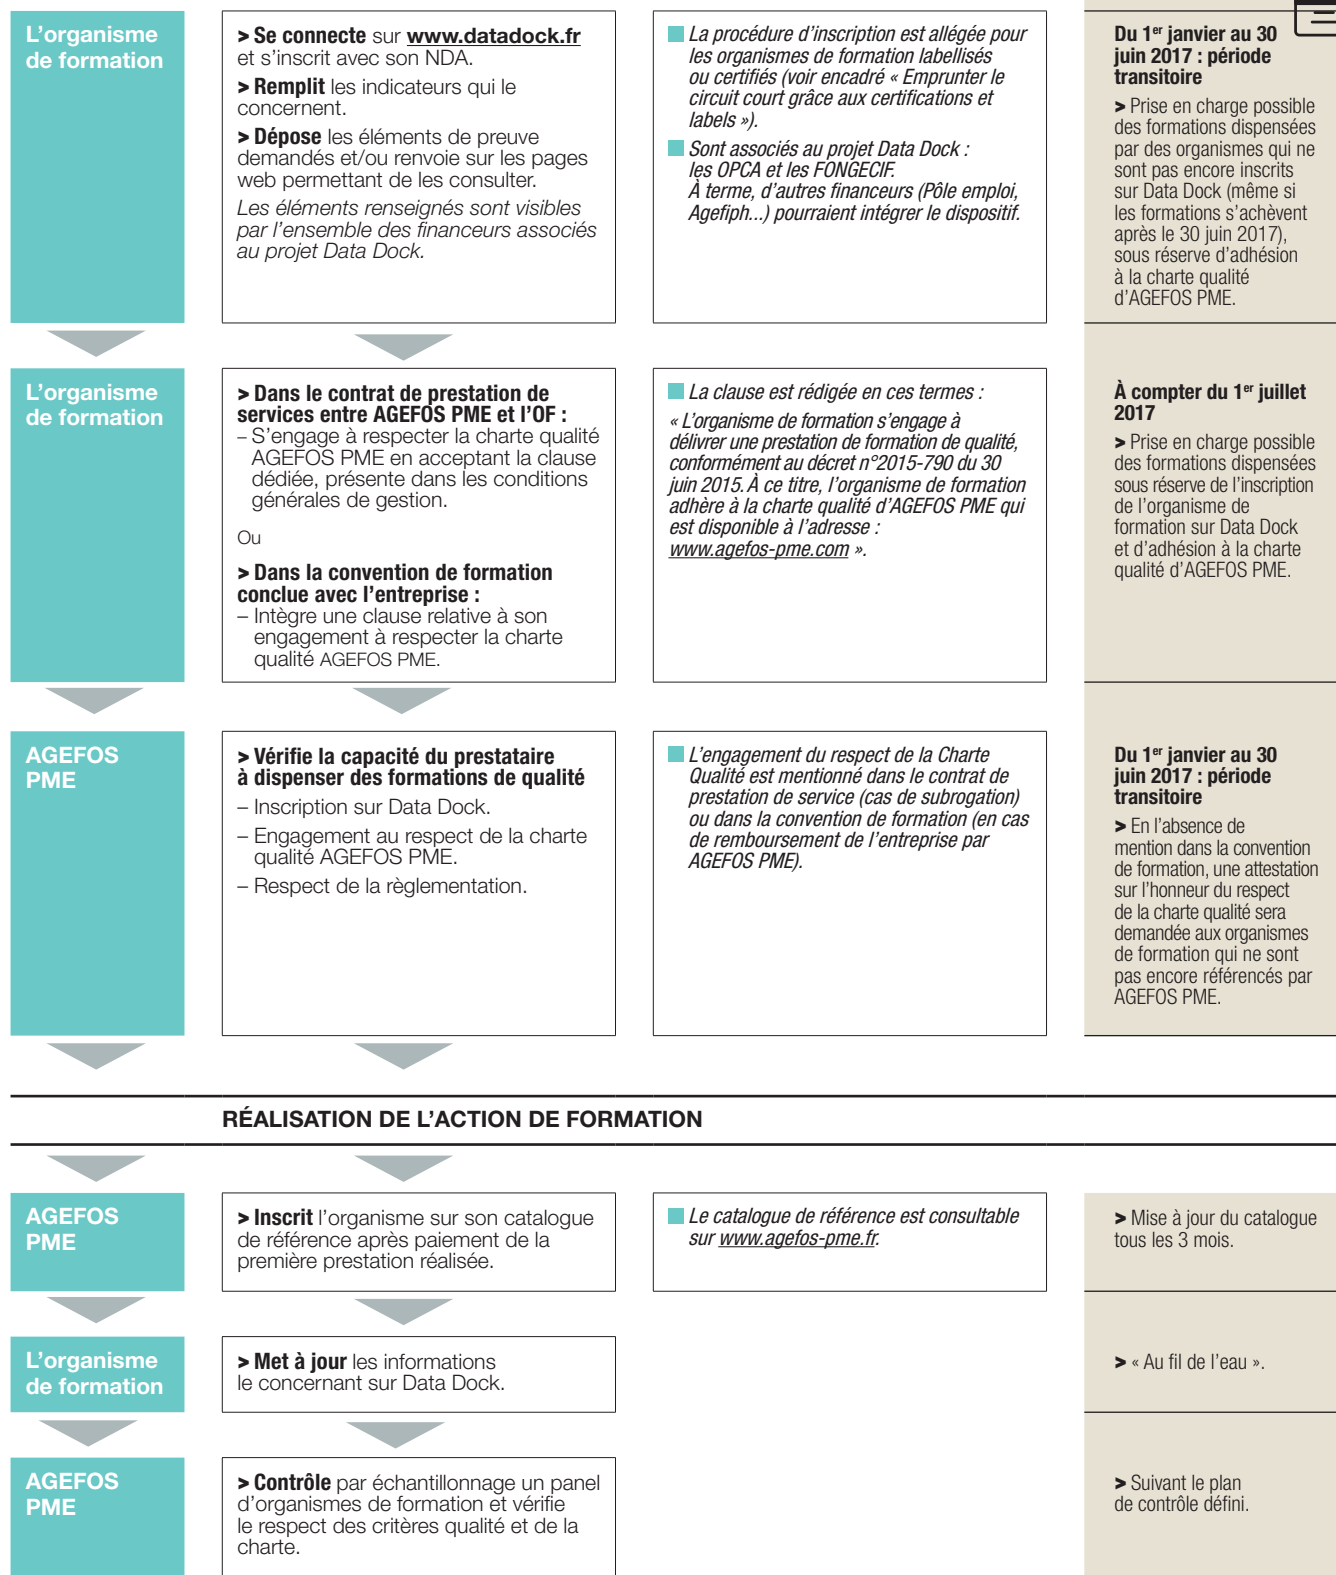 L'organisme
de formation
> Se connecte sur www.datadock.fr
et s'inscrit avec son NDA.
> Remplit les indicateurs qui le
concernent.
> Dépose les éléments de preuve
demandés et/ou renvoie sur les pages
web permettant de les consulter.
Les éléments renseignés sont visibles
par l'ensemble des financeurs associés
au projet Data Dock.
La procédure d'inscription est allégée pour
les organismes de formation labellisés
ou certifiés (voir encadré « Emprunter le
circuit court grâce aux certifications et
labels »).
Sont associés au projet Data Dock :
les OPCA et les FONGECIF.
À terme, d'autres financeurs (Pôle emploi,
Agefiph...) pourraient intégrer le dispositif.
Du 1er janvier au 30
juin 2017 : période
transitoire
> Prise en charge possible
des formations dispensées
par des organismes qui ne
sont pas encore inscrits
sur Data Dock (même si
les formations s'achèvent
après le 30 juin 2017),
sous réserve d'adhésion
à la charte qualité
d'AGEFOS PME.
L'organisme
de formation
> Dans le contrat de prestation de
services entre AGEFOS PME et l'OF :
– S'engage à respecter la charte qualité
AGEFOS PME en acceptant la clause
dédiée, présente dans les conditions
générales de gestion.
Ou
> Dans la convention de formation
conclue avec l'entreprise :
– Intègre une clause relative à son
engagement à respecter la charte
qualité AGEFOS PME.
La clause est rédigée en ces termes :
« L'organisme de formation s'engage à
délivrer une prestation de formation de qualité,
conformément au décret n°2015-790 du 30
juin 2015. À ce titre, l'organisme de formation
adhère à la charte qualité d'AGEFOS PME qui
est disponible à l'adresse :
www.agefos-pme.com ».
À compter du 1er juillet
2017
> Prise en charge possible
des formations dispensées
sous réserve de l'inscription
de l'organisme de
formation sur Data Dock
et d'adhésion à la charte
qualité d'AGEFOS PME.
AGEFOS
PME
> Vérifie la capacité du prestataire
à dispenser des formations de qualité
– Inscription sur Data Dock.
– Engagement au respect de la charte
qualité AGEFOS PME.
– Respect de la règlementation.
L'engagement du respect de la Charte
Qualité est mentionné dans le contrat de
prestation de service (cas de subrogation)
ou dans la convention de formation (en cas
de remboursement de l'entreprise par
AGEFOS PME).
Du 1er janvier au 30
juin 2017 : période
transitoire
> En l'absence de
mention dans la convention
de formation, une attestation
sur l'honneur du respect
de la charte qualité sera
demandée aux organismes
de formation qui ne sont
pas encore référencés par
AGEFOS PME.
RÉALISATION DE L'ACTION DE FORMATION
AGEFOS
PME
> Inscrit l'organisme sur son catalogue
de référence après paiement de la
première prestation réalisée.
Le catalogue de référence est consultable
sur www.agefos-pme.fr.
> Mise à jour du catalogue
tous les 3 mois.
L'organisme
de formation
> Met à jour les informations
le concernant sur Data Dock.
> « Au fil de l'eau ».
AGEFOS
PME
> Contrôle par échantillonnage un panel
d'organismes de formation et vérifie
le respect des critères qualité et de la
charte.
> Suivant le plan
de contrôle défini.